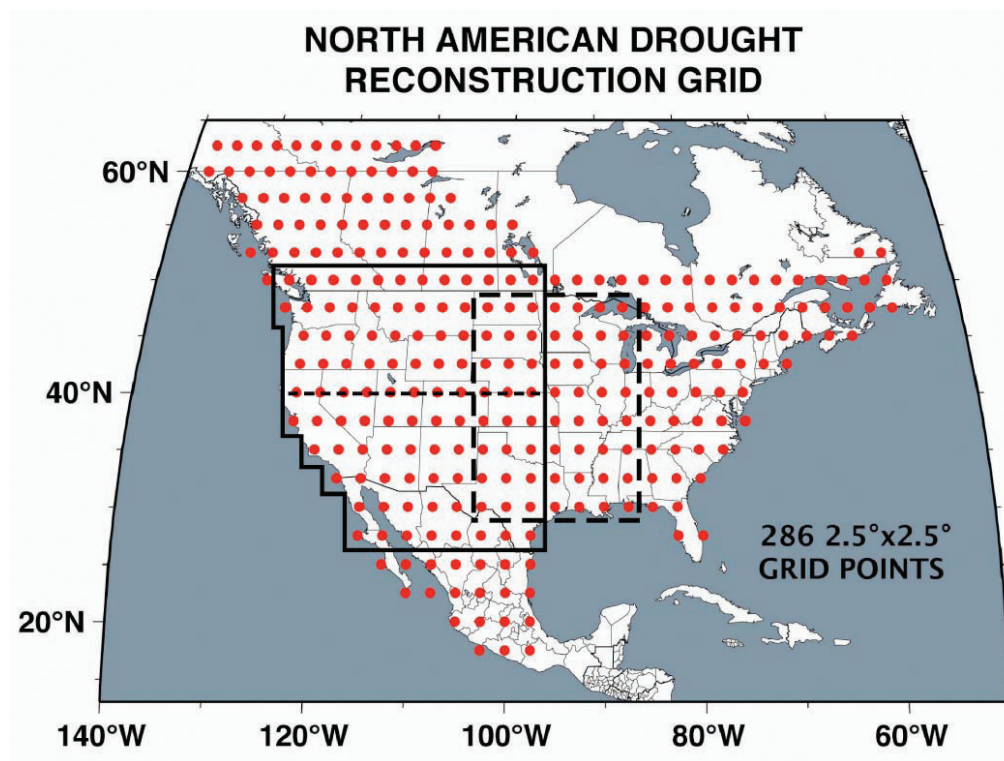 NORTH AMERICAN DROUGHT
RECONSTRUCTION GRID
60°N
40°N
286 2.5°x2.5°
GRID POINTS
20°N
140°W 120°W 100°W 80°W 60°W